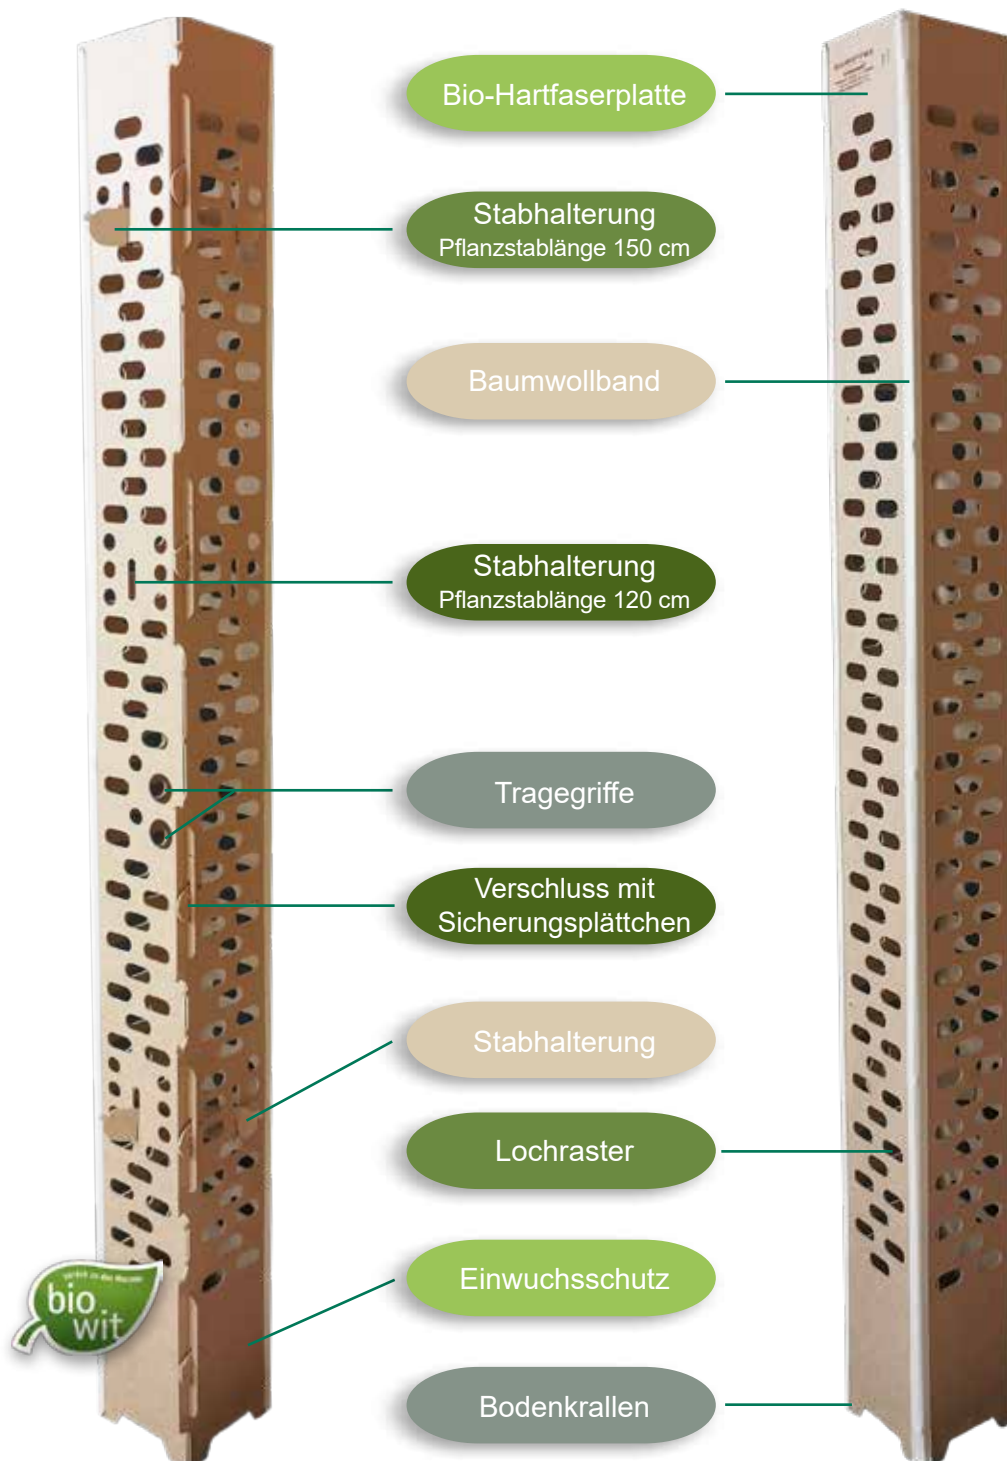 Bio-Hartfaserplatte
Stabhalterung
Pflanzstablänge 150 cm
Baumwollband
Stabhalterung
Pflanzstablänge 120 cm
Tragegriffe
Verschluss mit
Sicherungsplättchen
Stabhalterung
Lochraster
Einwuchsschutz
Bodenkrallen
bio
wit